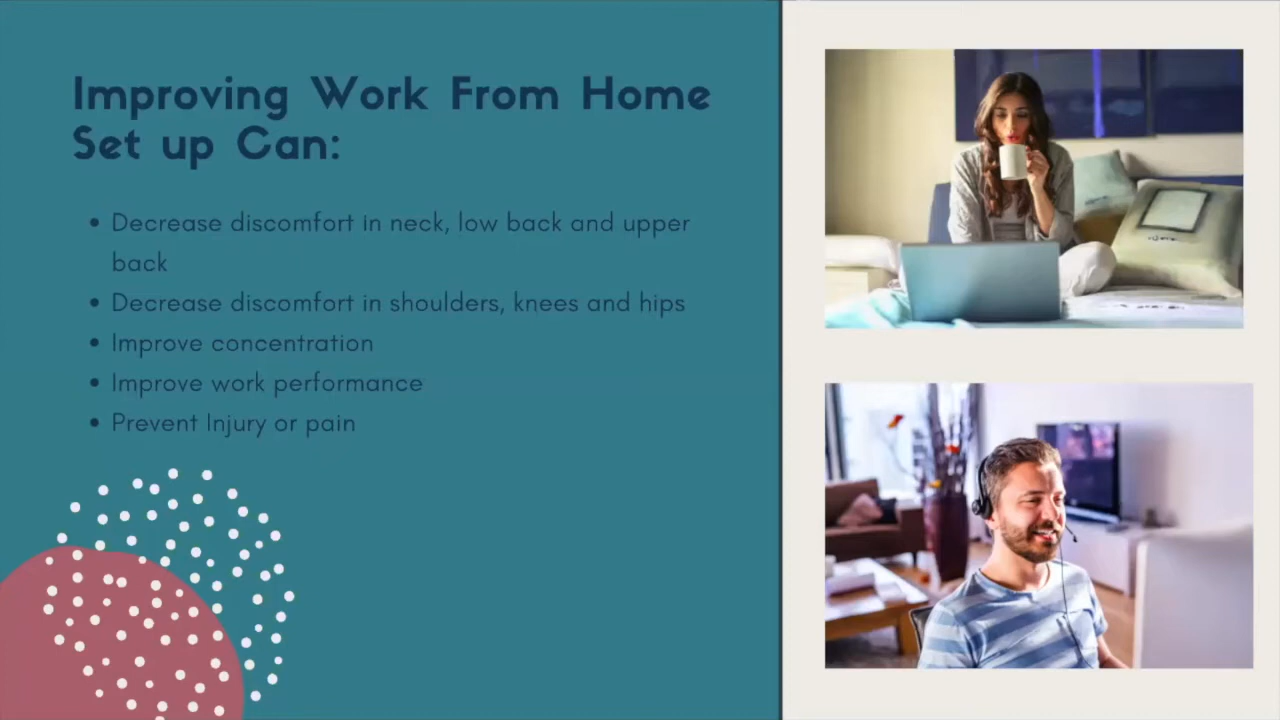 Improving Work From Home
Set up Can:
• Decrease discomfort in neck, low back and upper
back
• Decrease discomfort in shoulders, knees and hips
• Improve concentration
• Improve work performance
• Prevent Injury or pain